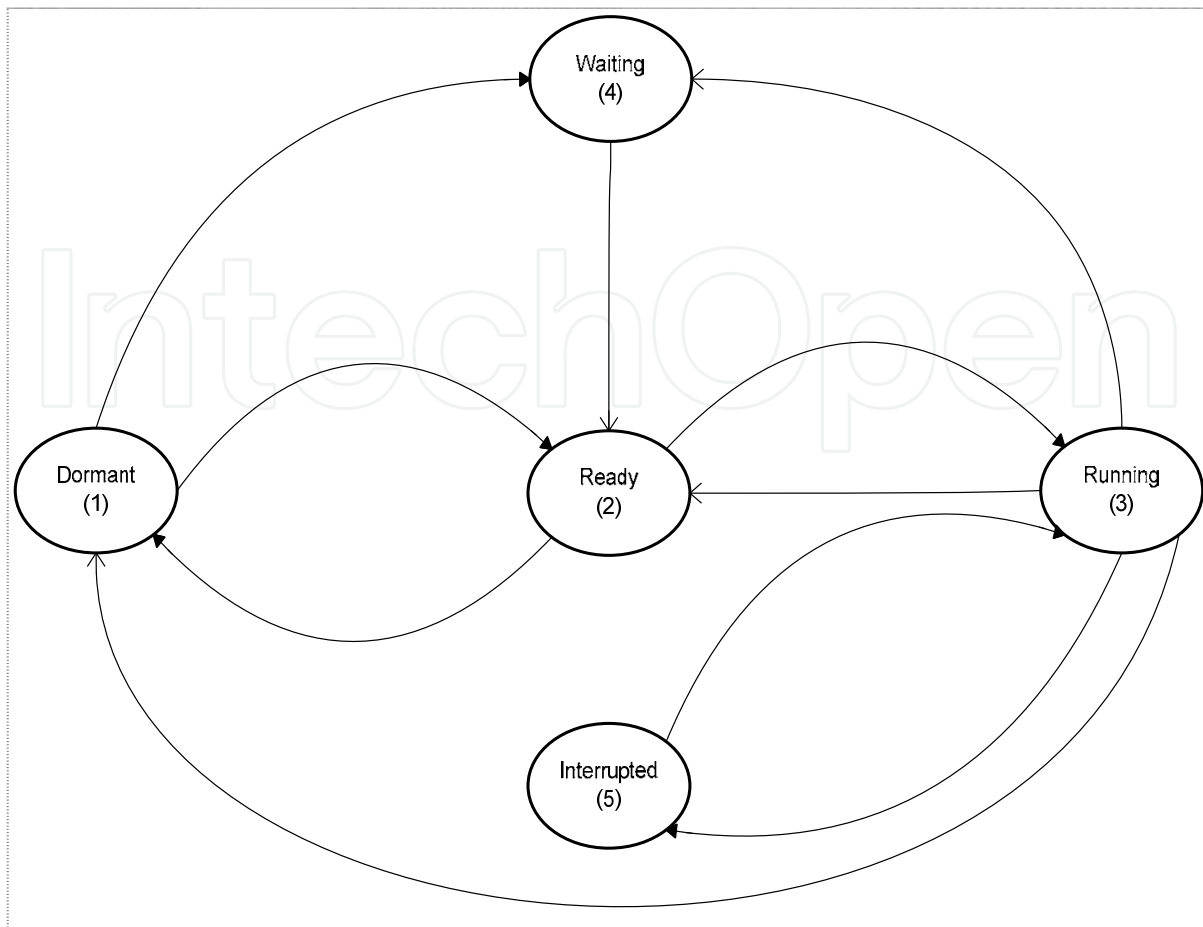 Waiting
(4)
IntechOpen
Dormant
(1)
Ready
(2)
Running
(3)
Interrupted
(5)